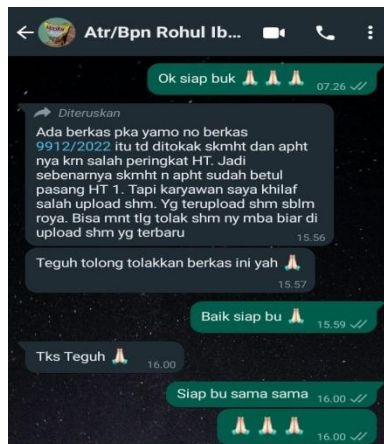 Atr/Bpn Rohul Ib...
Ok siap buk 🙏🏻 🙏🏻 🙏🏻
07.26
Diteruskan
Ada berkas pka yamo no berkas
9912/2022 itu td ditokak skmht dan apht
nya krn salah peringkat HT. Jadi
sebenarnya skmht n apht sudah betul
pasang HT 1. Tapi karyawan saya khilaf
salah upload shm. Yg terupload shm sblm
roya. Bisa mnt tlg tolak shm ny mba biar di
upload shm yg terbaru
15.56
Teguh tolong tolakkan berkas ini yah 🙏🏻
15.57
Baik siap bu 🙏🏻
15.59
Tks Teguh 🙏🏻
16.00
Siap bu sama sama
16.00
🙏🏻 🙏🏻 🙏🏻
16.00